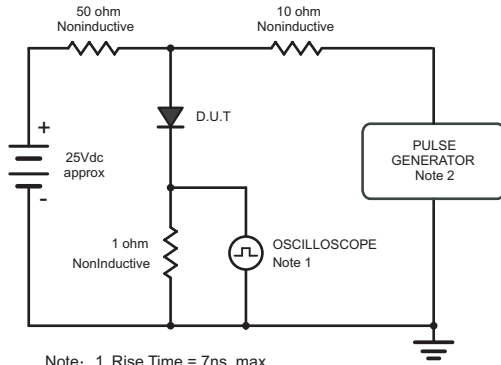 50 ohm
Noninductive
10 ohm
Noninductive
D.U.T
+
25Vdc
approx
-
PULSE
GENERATOR
Note 2
1 ohm
NonInductive
OSCILLOSCOPE
Note 1
Note: 1. Rise Time = 7ns, max.